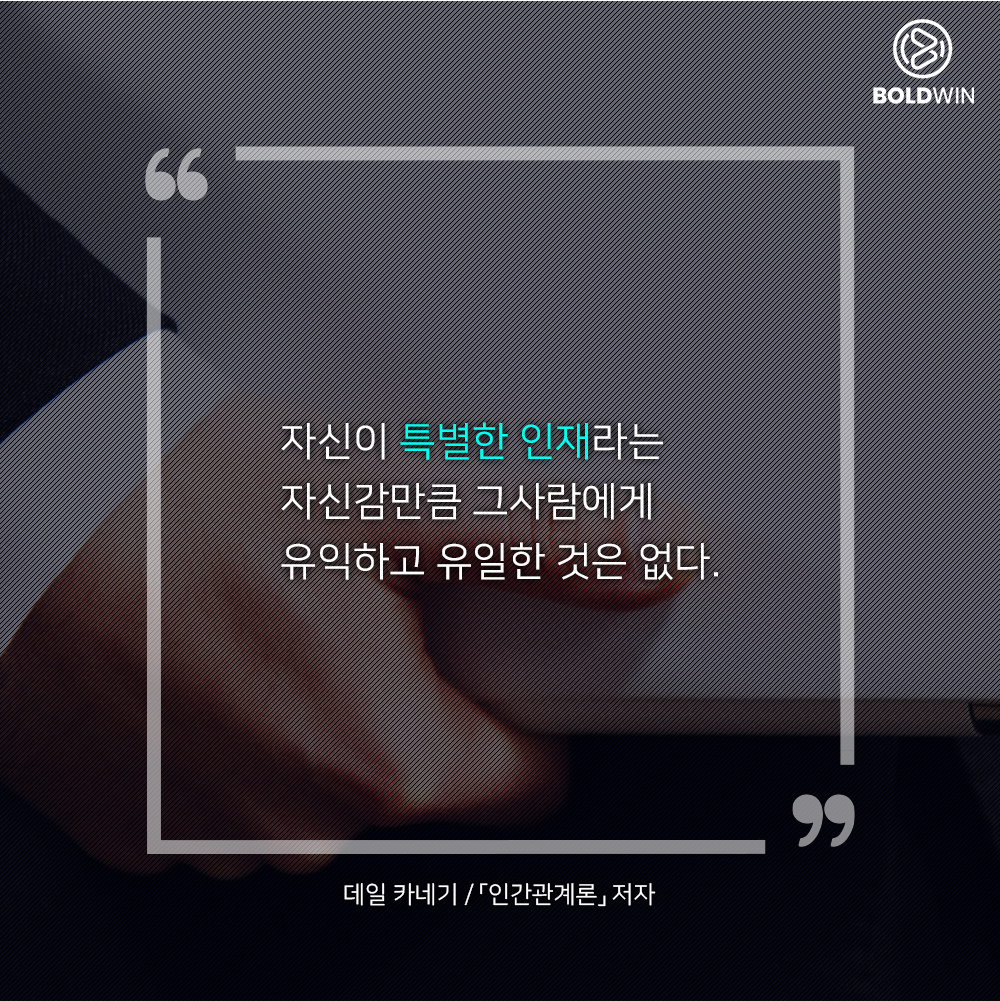 BOLDWIN
“
자신이 특별한 인재라는
자신감만큼 그사람에게
유익하고 유일한 것은 없다.
”
데일 카네기 /「인간관계론」 저자